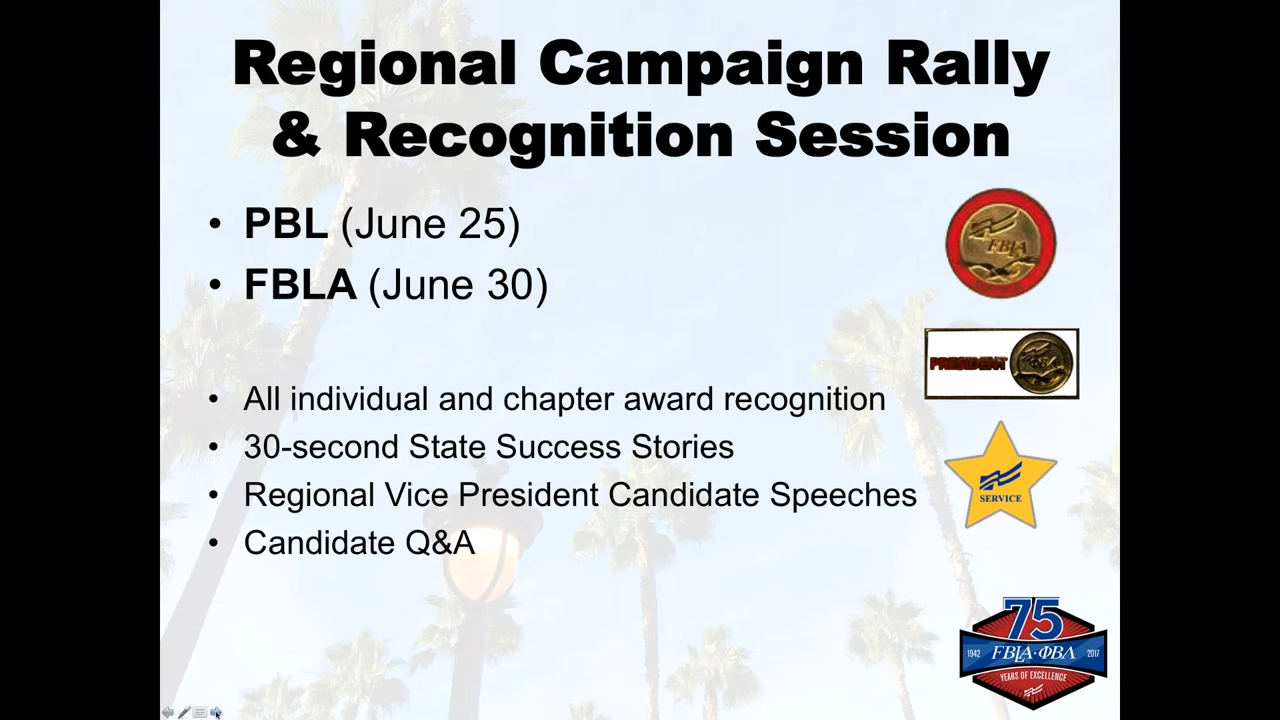 Regional Campaign Rally
& Recognition Session
• PBL (June 25)
• FBLA (June 30)
• All individual and chapter award recognition
• 30-second State Success Stories
• Regional Vice President Candidate Speeches
• Candidate Q&A
FBLA
PRESIDENT
ΦBΛ
SERVICE
75
1942 FBLA·ΦBΛ 2017
YEARS OF EXCELLENCE